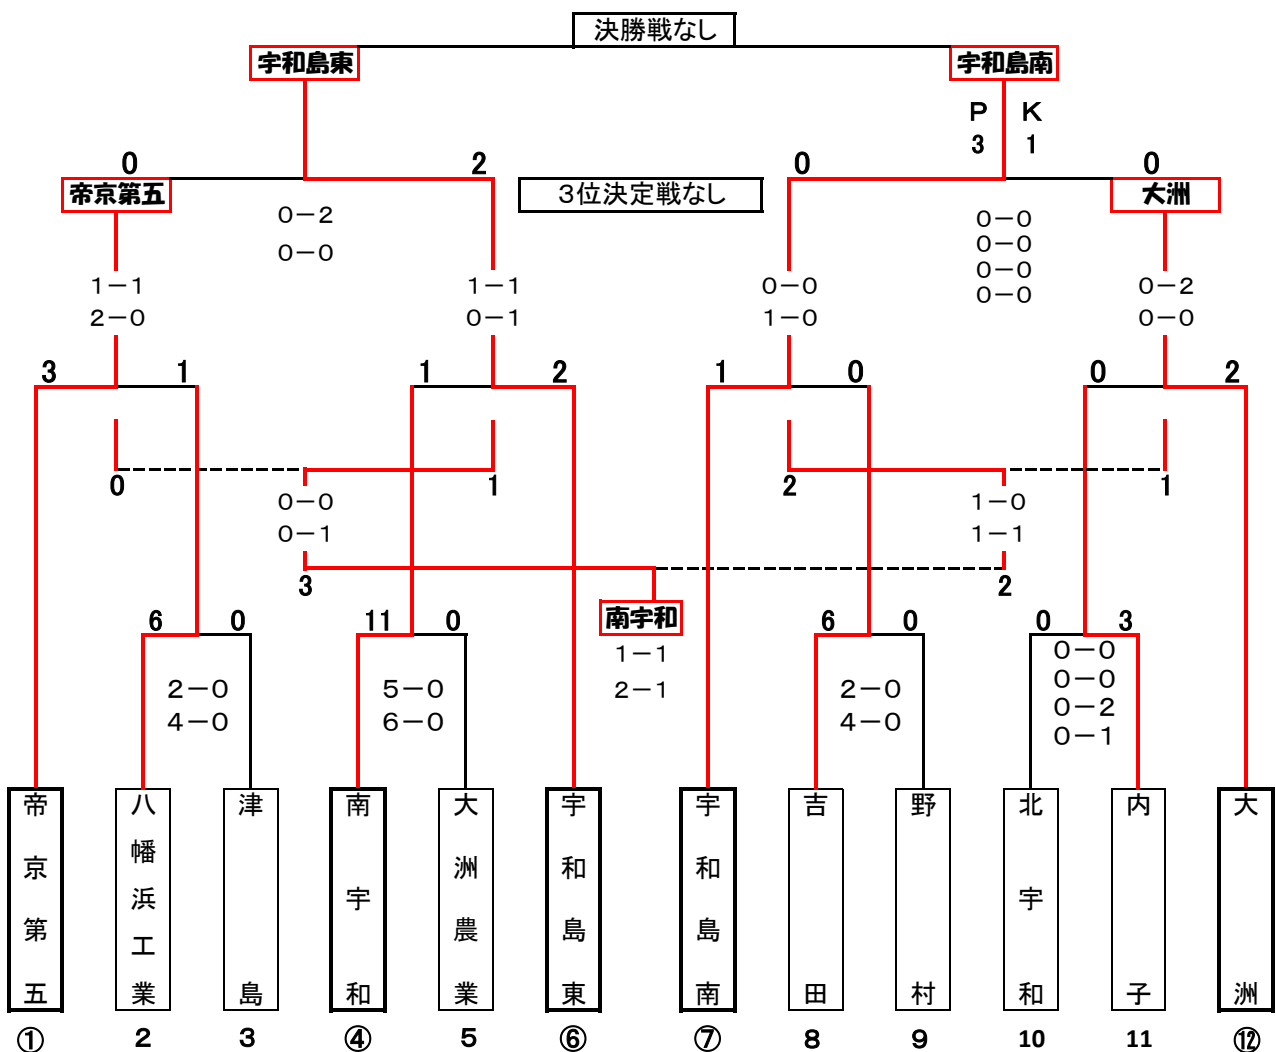 決勝戦なし
宇和島東
宇和島南
P K
3 1
0 2 0 0
帝京第五
3位決定戦なし
大洲
0-2
0-0
0-0
0-0
0-0
0-0
1-1
2-0
1-1
0-1
0-0
1-0
0-2
0-0
3 1 1 2 1 0 0 2
0 1 2 1
0-0
0-1
1-0
1-1
3 2
南宇和
1-1
2-1
6 0 11 0 6 0 0 3
2-0
4-0
5-0
6-0
2-0
4-0
0-0
0-0
0-2
0-1
帝京第五
八幡浜工業
津島
南宇和
大洲農業
宇和島東
宇和島南
吉田
野村
北宇和
内子
大洲
① 2 3 ④ 5 ⑥ ⑦ 8 9 10 11 ⑫